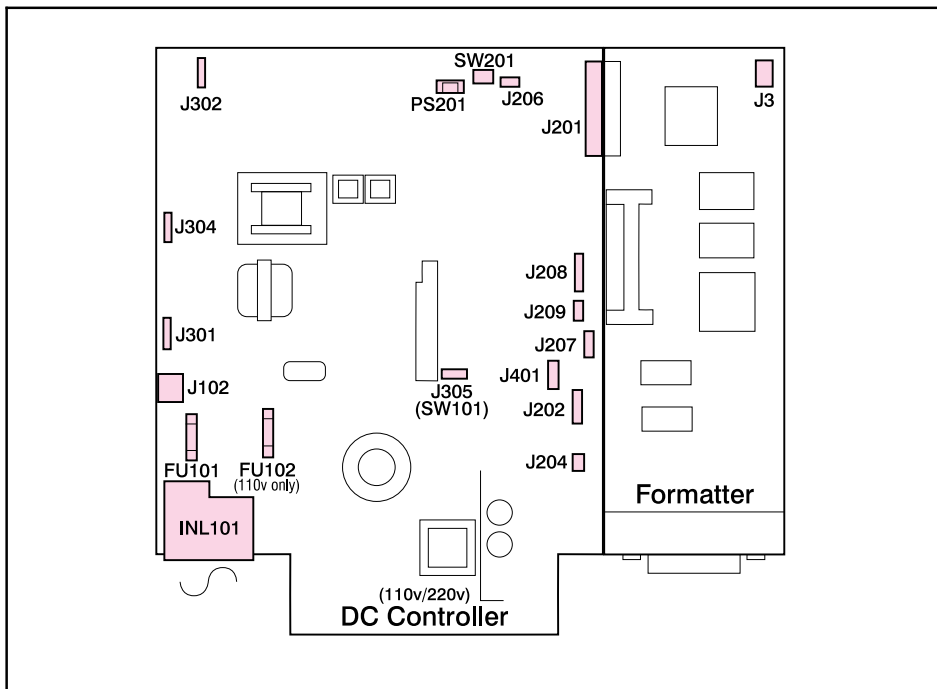 SW201
J302
PS201
J206
J201
J3
J304
J208
J209
J301
J207
J401
J102
J305
(SW101)
J202
FU101
FU102
(110v only)
J204
Formatter
INL101
(110v/220v)
DC Controller